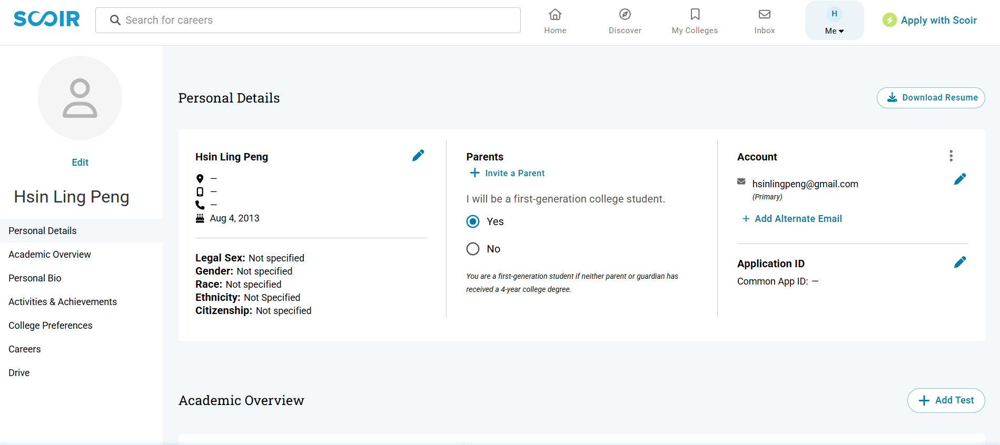 SCOIR
Search for careers
Home
Discover
My Colleges
Inbox
H
Me
Apply with Scoir
Edit
Hsin Ling Peng
Personal Details
Academic Overview
Personal Bio
Activities & Achievements
College Preferences
Careers
Drive
Personal Details
Download Resume
Hsin Ling Peng
—
—
—
Aug 4, 2013
Legal Sex: Not specified
Gender: Not specified
Race: Not specified
Ethnicity: Not Specified
Citizenship: Not specified
Parents
Invite a Parent
I will be a first-generation college student.
Yes
No
You are a first-generation student if neither parent or guardian has
received a 4-year college degree.
Account
hsinlingpeng@gmail.com
(Primary)
+ Add Alternate Email
Application ID
Common App ID: —
Academic Overview
Add Test